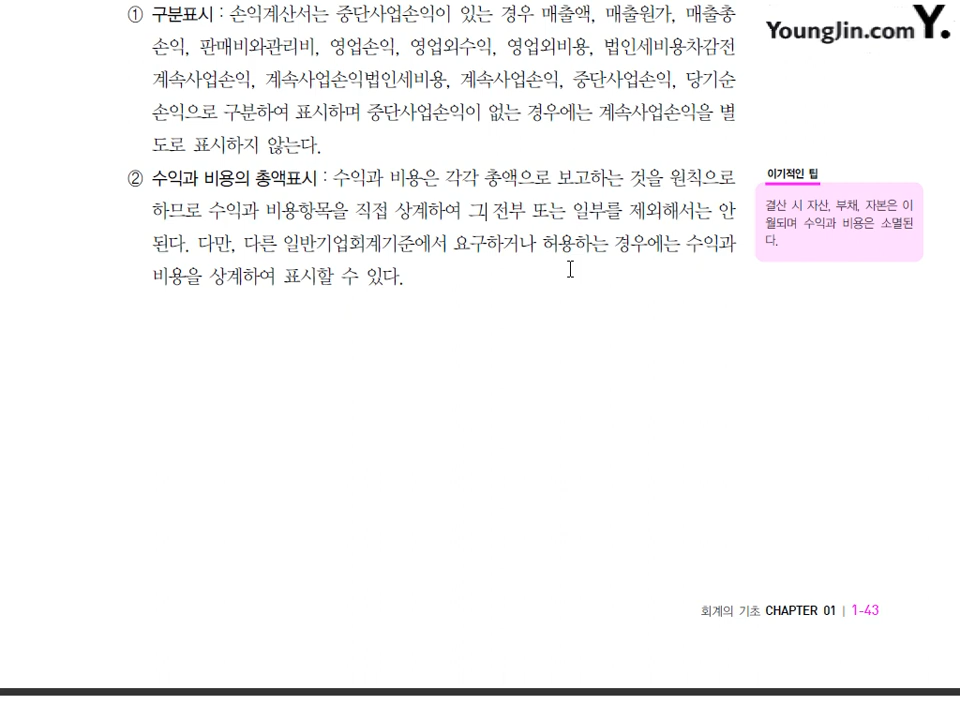 ① 구분표시 : 손익계산서는 중단사업손익이 있는 경우 매출액, 매출원가, 매출총
손익, 판매비와관리비, 영업손익, 영업외수익, 영업외비용, 법인세비용차감전
계속사업손익, 계속사업손익법인세비용, 계속사업손익, 중단사업손익, 당기순
손익으로 구분하여 표시하며 중단사업손익이 없는 경우에는 계속사업손익을 별
도로 표시하지 않는다.
② 수익과 비용의 총액표시 : 수익과 비용은 각각 총액으로 보고하는 것을 원칙으로
하므로 수익과 비용항목을 직접 상계하여 그 전부 또는 일부를 제외해서는 안
된다. 다만, 다른 일반기업회계기준에서 요구하거나 허용하는 경우에는 수익과
비용을 상계하여 표시할 수 있다.
YoungJin.com Y.
이기적인 팁
결산 시 자산, 부채, 자본은 이
월되며 수익과 비용은 소멸된
다.
회계의 기초 CHAPTER 01 | 1-43